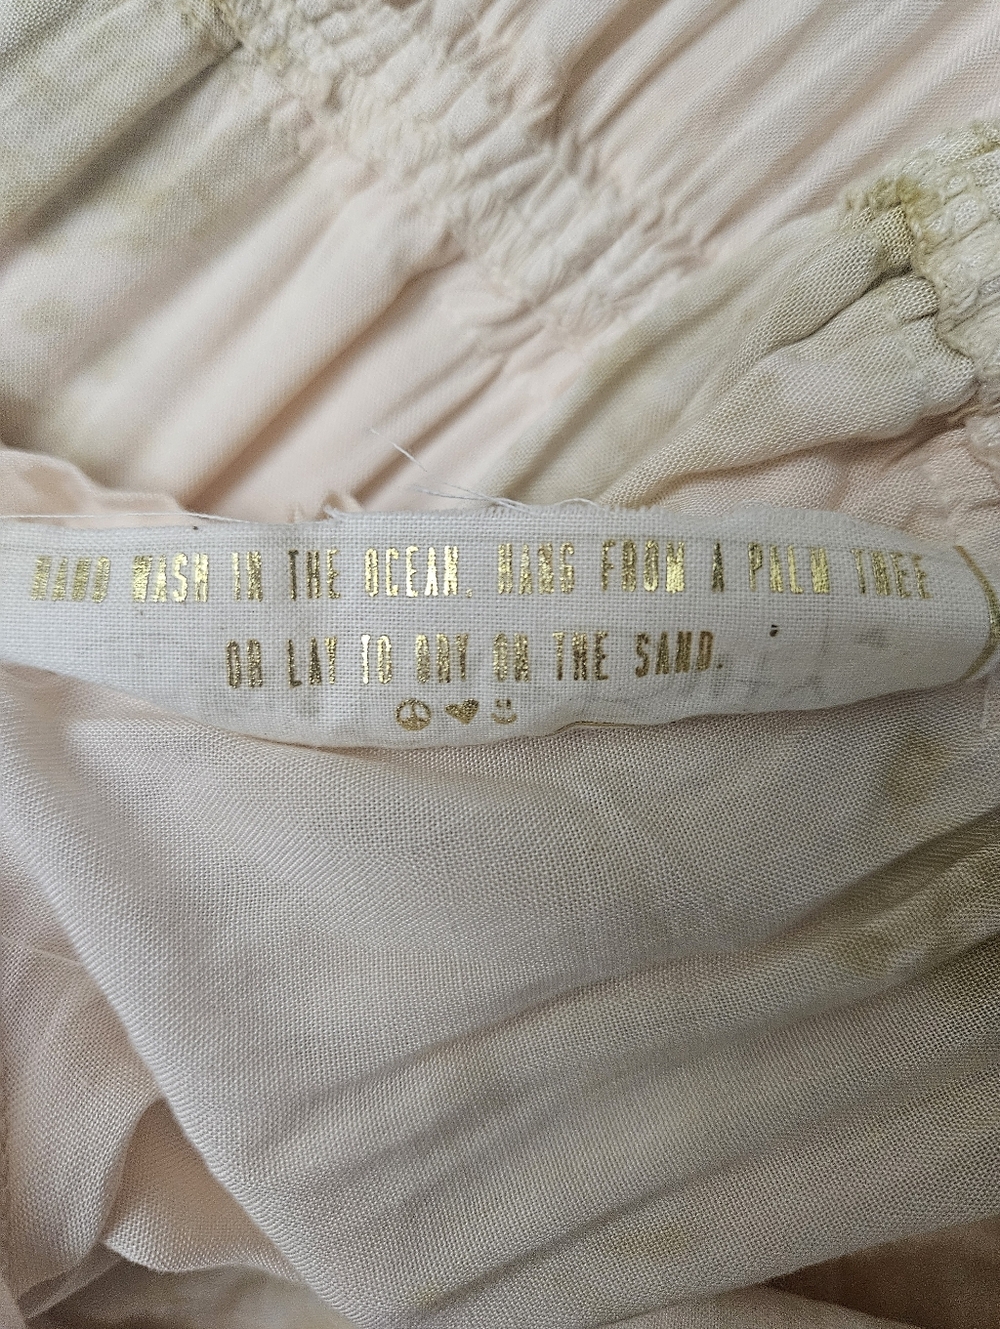 HAND WASH IN THE OCEAN. HANG FROM A PALM TREE
OR LAY TO DRY ON THE SAND.